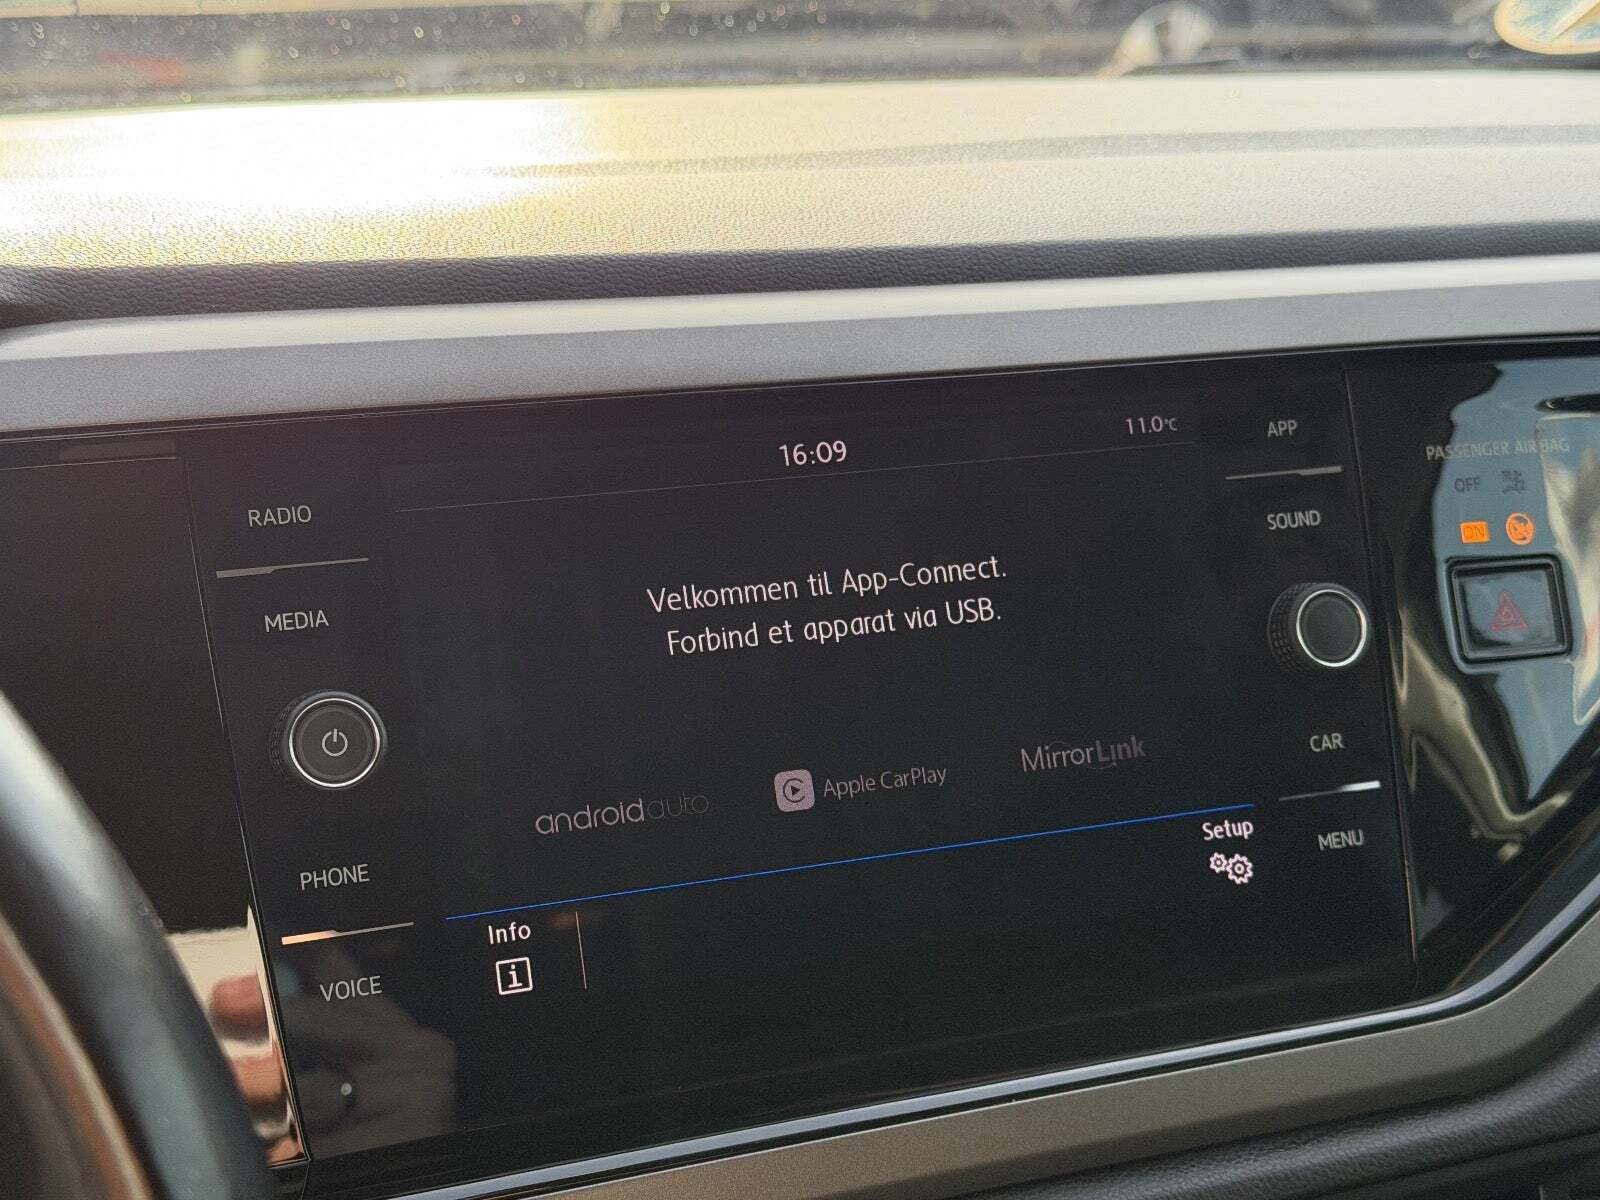 16:09
11.0°C
APP
RADIO
SOUND
MEDIA
Velkommen til App-Connect.
Forbind et apparat via USB.
androidauto
Apple CarPlay
MirrorLink
CAR
PHONE
Setup
MENU
Info
VOICE
PASSENGER AIR BAG
OFF
ON